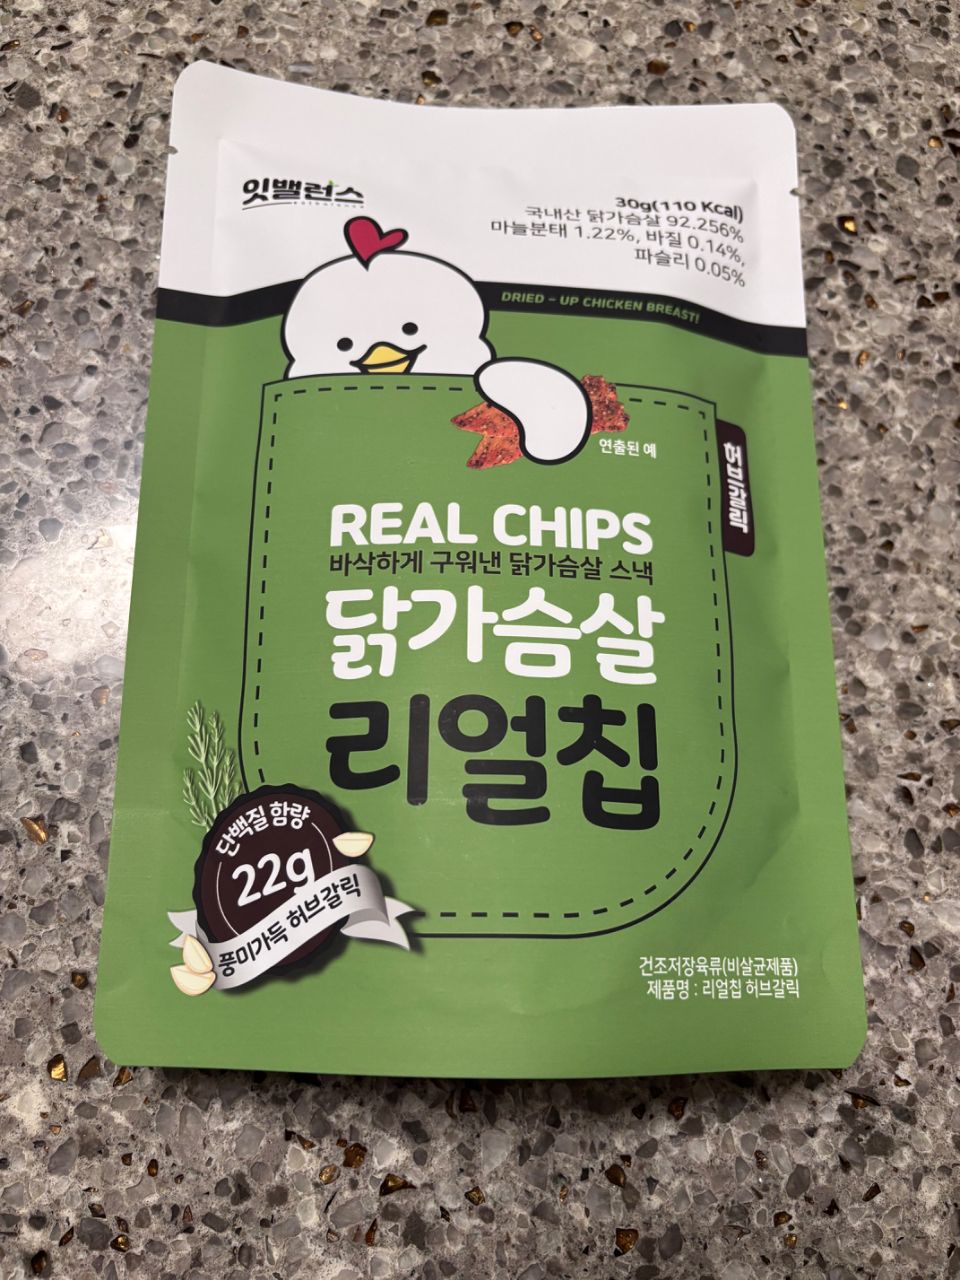 잇밸런스
30g(110 Kcal)
국내산 닭가슴살 92.256%
마늘분태 1.22%, 바질 0.14%,
파슬리 0.05%
DRIED - UP CHICKEN BREAST!
연출된 예
허브갈릭
REAL CHIPS
바삭하게 구워낸 닭가슴살 스낵
닭가슴살
리얼칩
단백질 함량
22g
풍미가득 허브갈릭
건조저장육류(비살균제품)
제품명 : 리얼칩 허브갈릭